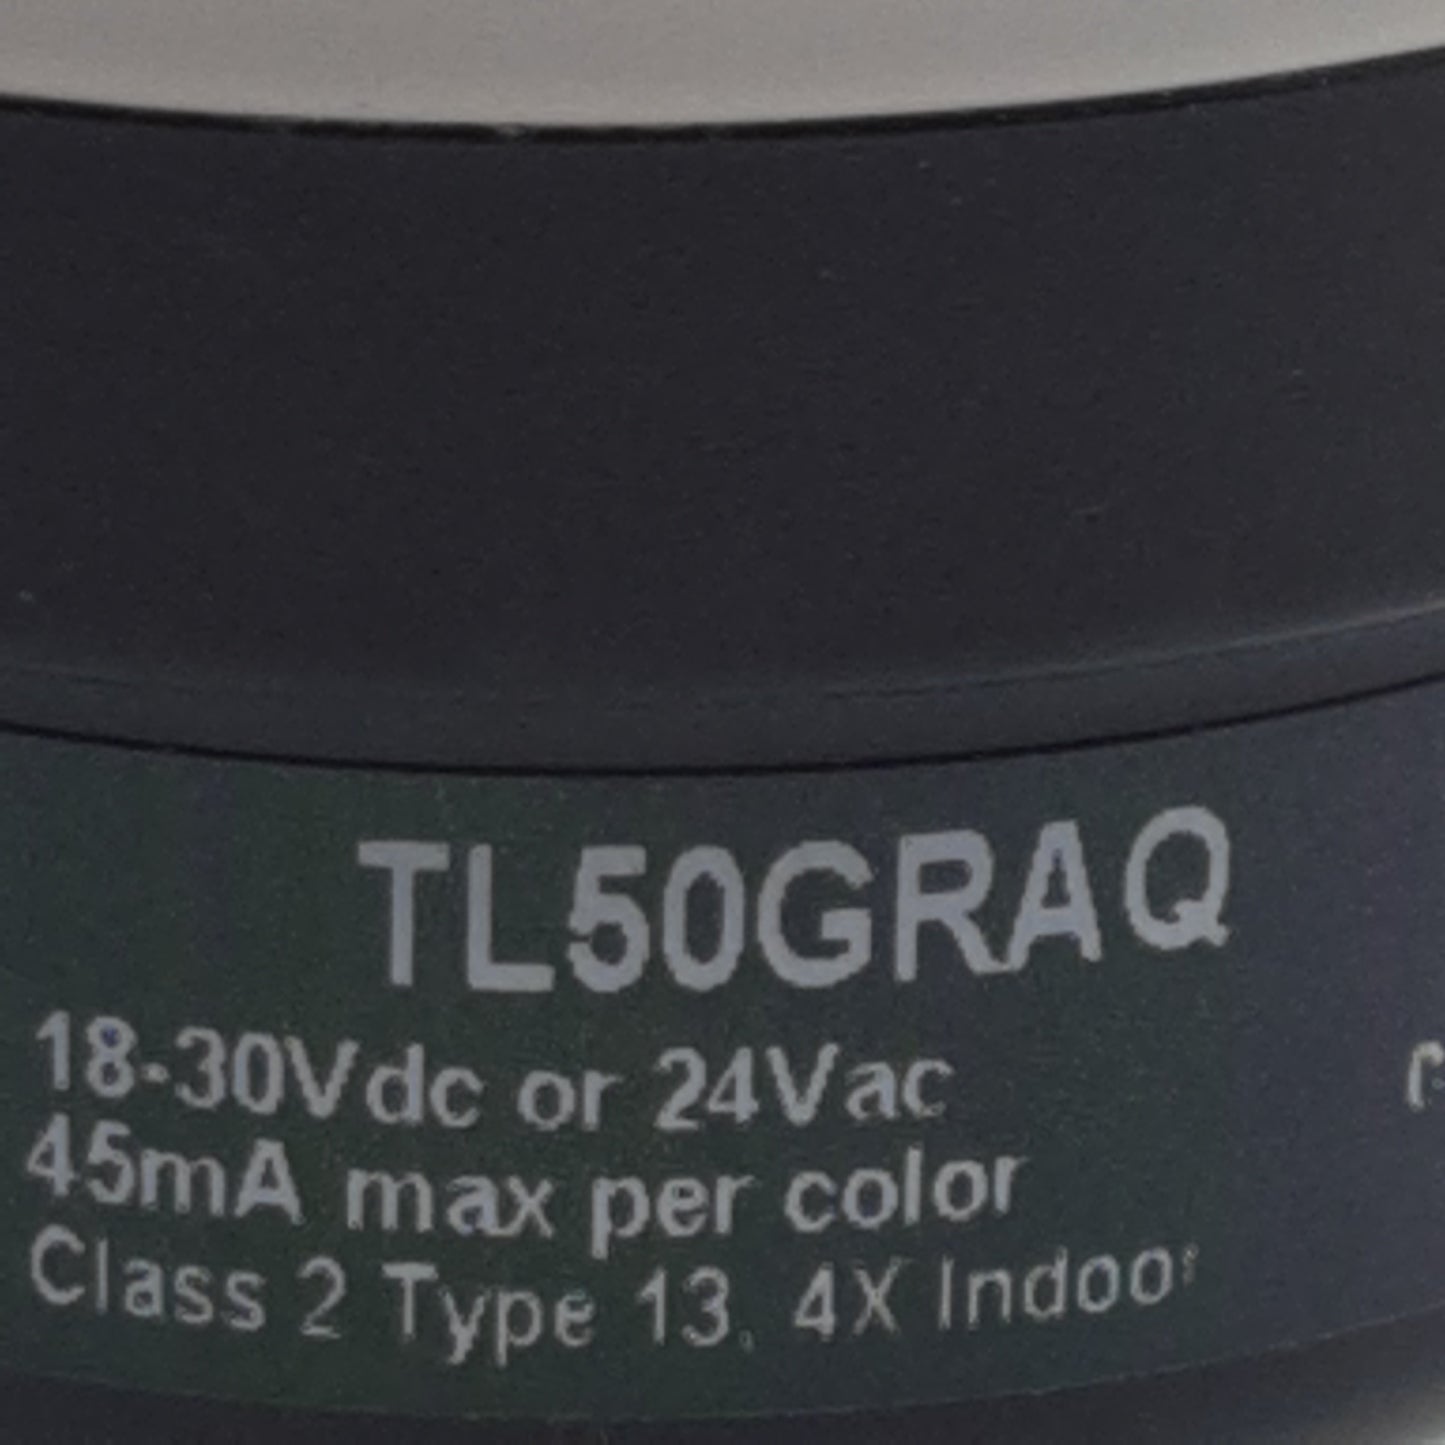 TL50GRAQ
18-30Vdc or 24Vac
45mA max per color
Class 2 Type 13, 4X Indoor